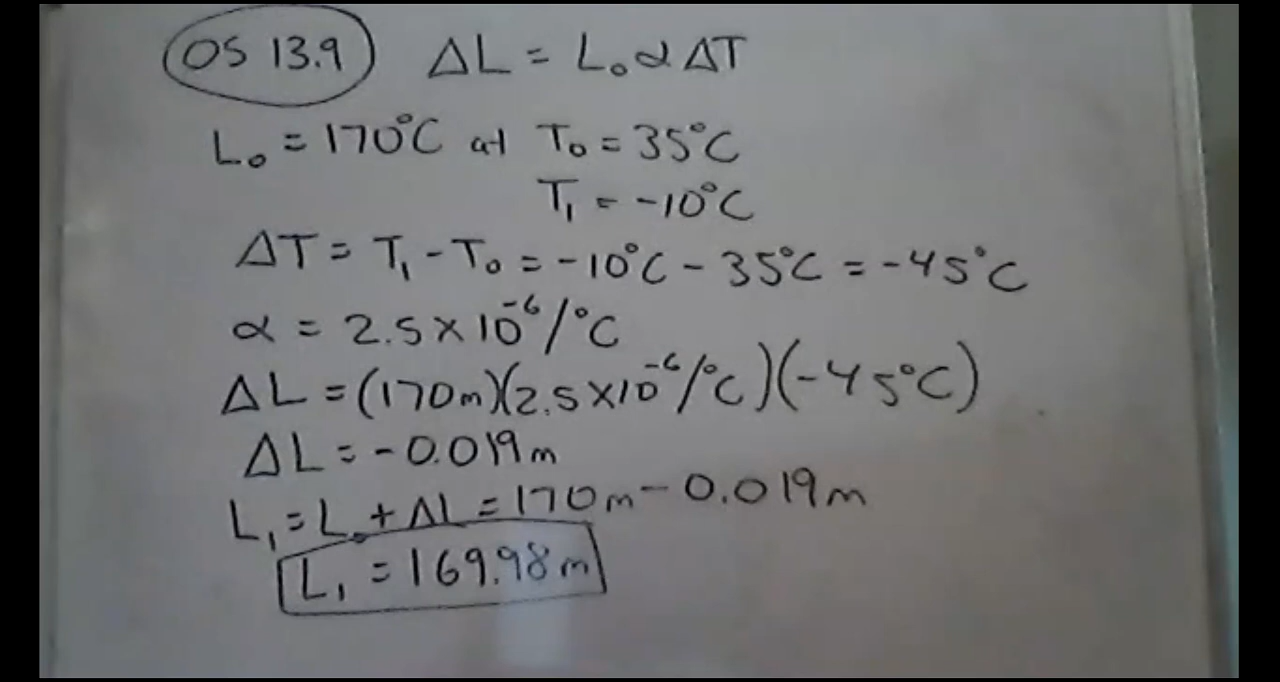 OS 13.9 ΔL = L₀αΔT
L₀ = 170°C at T₀ = 35°C
T₁ = -10°C
ΔT = T₁ - T₀ = -10°C - 35°C = -45°C
α = 2.5×10⁻⁶/°C
ΔL = (170m)(2.5×10⁻⁶/°C)(-45°C)
ΔL = -0.019m
L₁ = L₀ + ΔL = 170m - 0.019m
L₁ = 169.98m